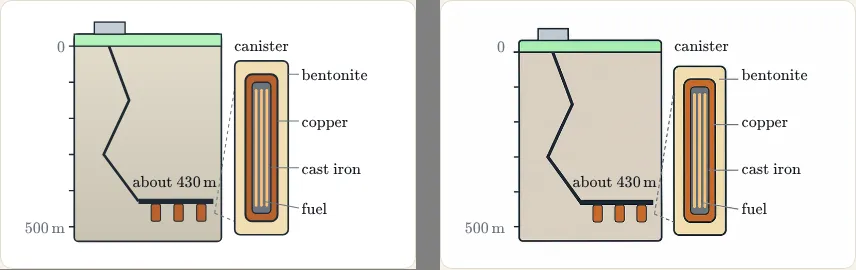 canister
0
bentonite
copper
cast iron
about 430 m
fuel
500 m
canister
0
bentonite
copper
cast iron
about 430 m
fuel
500 m